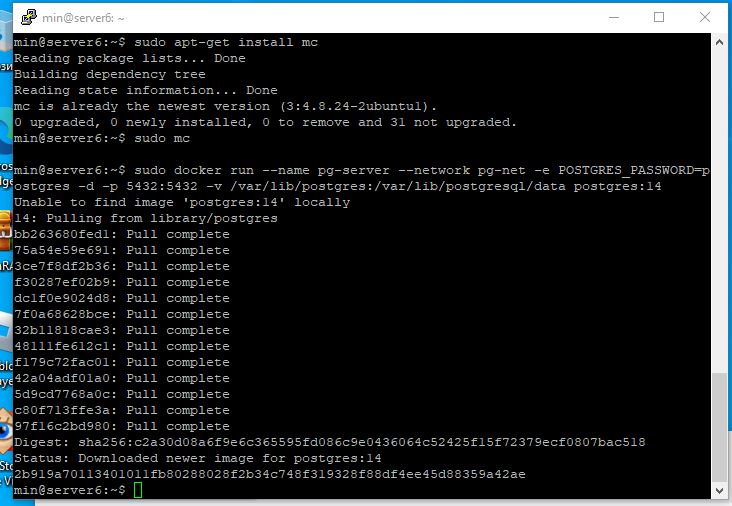 min@server6: ~
min@server6:~$ sudo apt-get install mc
Reading package lists... Done
Building dependency tree
Reading state information... Done
mc is already the newest version (3:4.8.24-2ubuntu1).
0 upgraded, 0 newly installed, 0 to remove and 31 not upgraded.
min@server6:~$ sudo mc
min@server6:~$ sudo docker run --name pg-server --network pg-net -e POSTGRES_PASSWORD=p
ostgres -d -p 5432:5432 -v /var/lib/postgres:/var/lib/postgresql/data postgres:14
Unable to find image 'postgres:14' locally
14: Pulling from library/postgres
bb263680fed1: Pull complete
75a54e59e691: Pull complete
3ce7f8df2b36: Pull complete
f30287ef02b9: Pull complete
dc1f0e9024d8: Pull complete
7f0a68628bce: Pull complete
32b11818cae3: Pull complete
48111fe612c1: Pull complete
f179c72fac01: Pull complete
42a04adf01a0: Pull complete
5d9cd7768a0c: Pull complete
c80f713ffe3a: Pull complete
97f16c2bd980: Pull complete
Digest: sha256:c2a30d08a6f9e6c365595fd086c9e0436064c52425f15f72379ecf0807bac518
Status: Downloaded newer image for postgres:14
2b919a70113401011fb80288028f2b34c748f319328f88df4ee45d88359a42ae
min@server6:~$